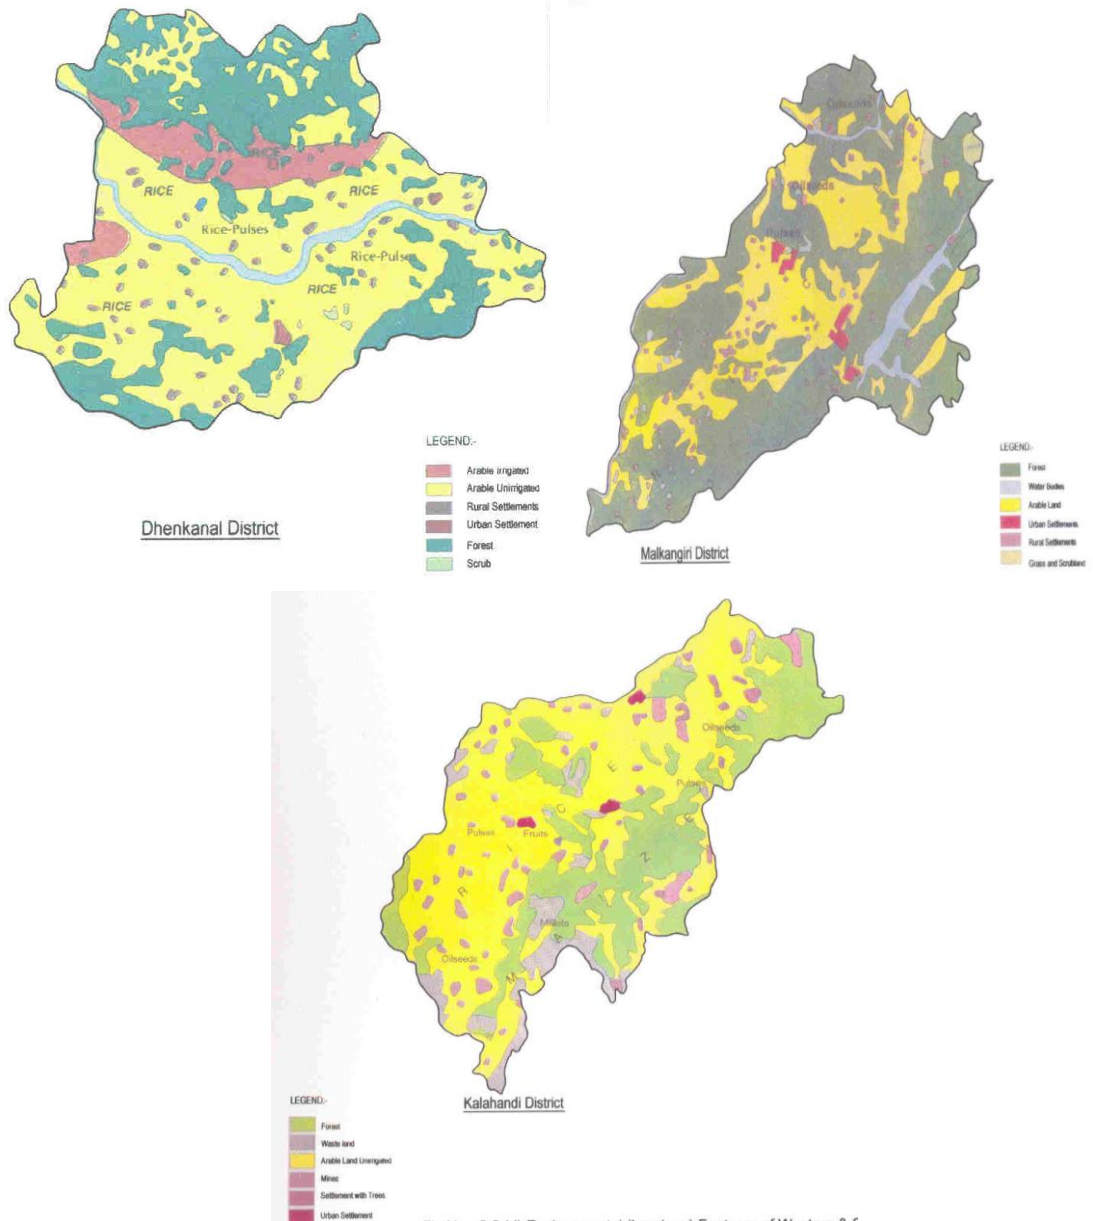 RICE
RICE
RICE
Rice-Pulses
Rice-Pulses
RICE
RICE
LEGEND:-
Arable Irrigated
Arable Unirrigated
Rural Settlements
Urban Settlement
Forest
Scrub
Dhenkanal District
Oilseeds
Oilseeds
Pulses
LEGEND:-
Forest
Water Bodies
Arable Land
Urban Settlements
Rural Settlements
Grass and Scrubland
Malkangiri District
Oilseeds
Pulses
Pulses
Fruits
Millets
Oilseeds
R I C E
M A Z E
Kalahandi District
LEGEND:-
Forest
Waste land
Arable Land Unirrigated
Mines
Settlement with Trees
Urban Settlement